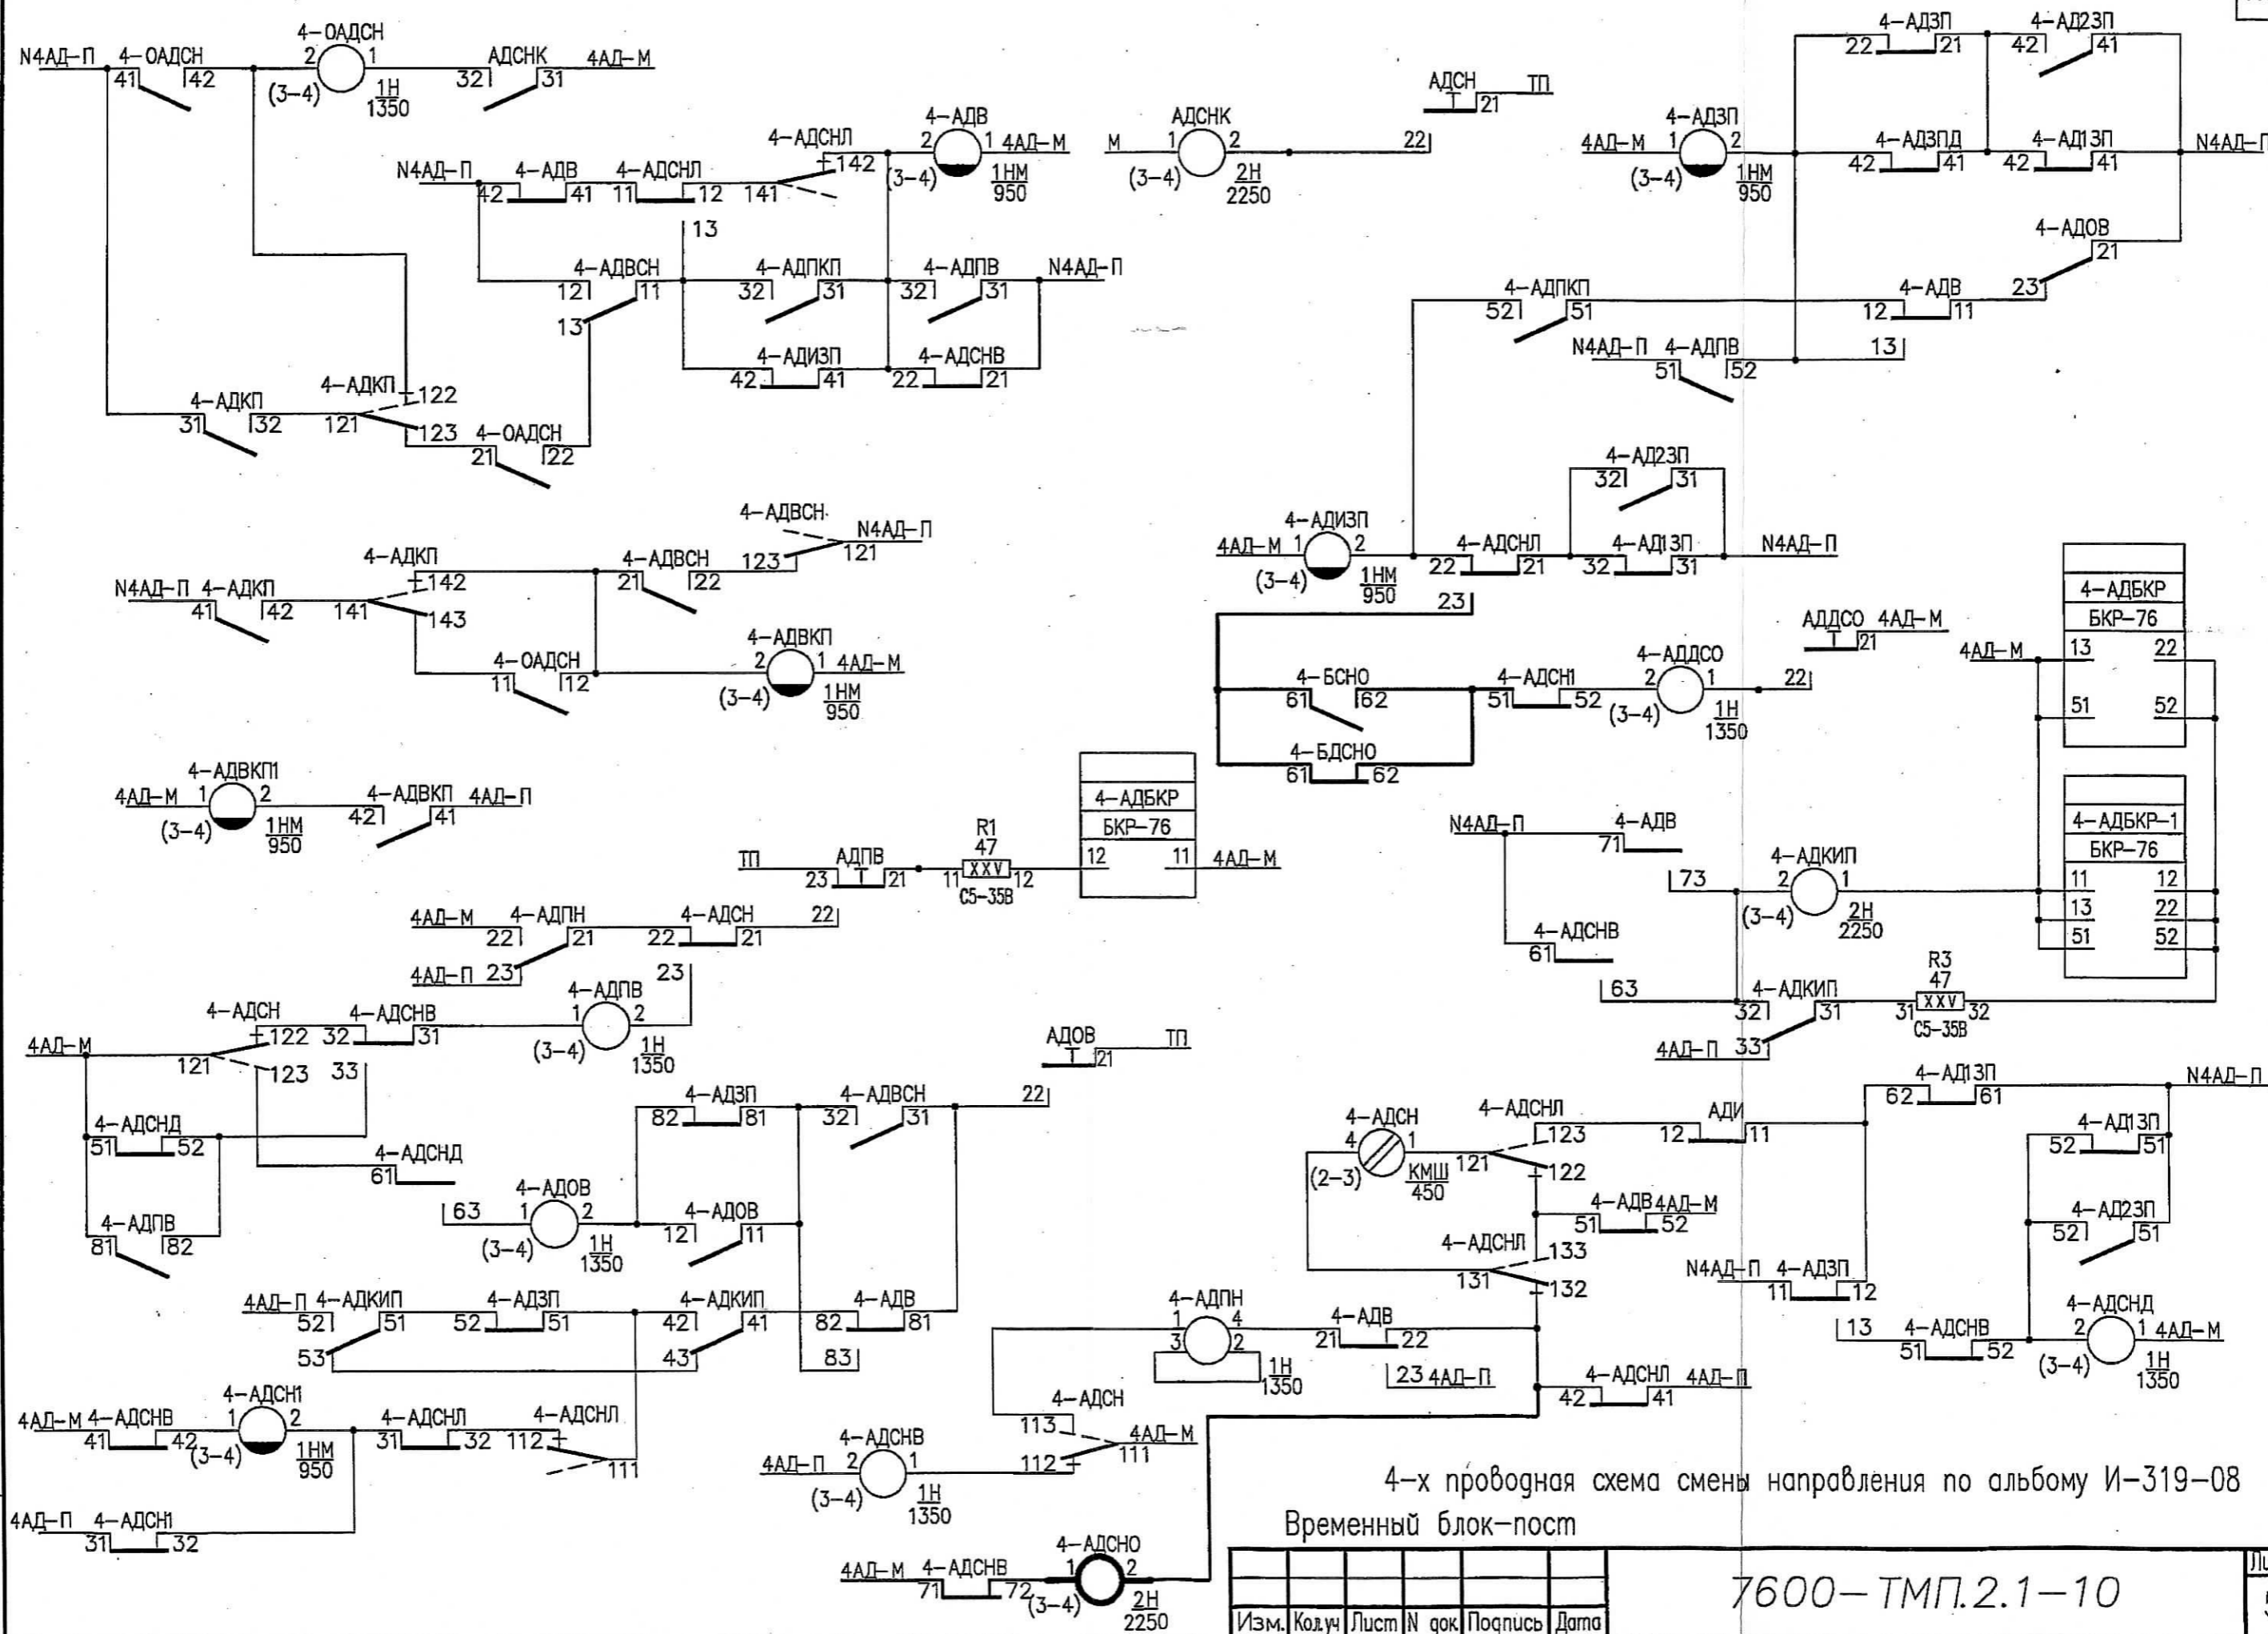 N4АД-П 4-ОАДСН 4-ОАДСН АДСНК 4АД-М
41 42 2 1 32 31
(3-4) 1Н 1350
4-АДЗП 4-АД2ЗП
22 21 42 41
АДСН ТП
21
4-АДСНЛ 4-АДВ
142 2 1 4АД-М
(3-4) 1НМ 950
N4АД-П 4-АДВ 4-АДСНЛ
42 41 11 12 141
13
М АДСНК 22
1 2
(3-4) 2Н 2250
4АД-М 4-АДЗП
1 2
(3-4) 1НМ 950
4-АДЗПД 4-АД1ЗП N4АД-П
42 41 42 41
4-АДОВ
21
23
4-АДВСН 4-АДПКП 4-АДПВ N4АД-П
12 11 32 31 32 31
13
4-АДИЗП 4-АДСНВ
42 41 22 21
4-АДПКП 4-АДВ
52 51 12 11
N4АД-П 4-АДПВ 13
51 52
4-АДКП 4-АДКП 122
31 32 121 123 4-ОАДСН
21 22
4-АД2ЗП
32 31
4-АДВСН N4АД-П
123 121
4-АДКП 4-АДВСН
142 21 22
N4АД-П 4-АДКП
41 42 141 143
4-ОАДСН 4-АДВКП
11 12 2 1 4АД-М
(3-4) 1НМ 950
4АД-М 4-АДИЗП
1 2
(3-4) 1НМ 950
4-АДСНЛ 4-АД1ЗП N4АД-П
22 21 32 31
23
4-БСНО 4-АДСН1 4-АДДСО 22
61 62 51 52 2 1
(3-4) 1Н 1350
4-БДСНО
61 62
АДДСО 4АД-М
21
4-АДБКР
БКР-76
4АД-М 13 22
51 52
4-АДВКП1
4АД-М 1 2 4-АДВКП 4АД-П
42 41
(3-4) 1НМ 950
ТП АДПВ R1 47
23 21 11 XXV 12
С5-35В
4-АДБКР
БКР-76
12 11 4АД-М
N4АД-П 4-АДВ
71
73
4-АДКИП
2 1
(3-4) 2Н 2250
4-АДБКР-1
БКР-76
11 12
13 22
51 52
4-АДСНВ
61
63
4-АДКИП R3 47
32 31 31 XXV 32
С5-35В
4АД-П 33
4АД-М 4-АДПН 4-АДСН 22
22 21 22 21
4АД-П 23 23
4АД-М 4-АДСН 4-АДСНВ 4-АДПВ
122 32 31 1 2
121 123 33
(3-4) 1Н 1350
АДОВ ТП
21
4-АДСНД
51 52
4-АДПВ
81 82
4-АДСНД
61
4-АДЗП 4-АДВСН 22
82 81 32 31
63 4-АДОВ 4-АДОВ
1 2 12 11
(3-4) 1Н 1350
4АД-П 4-АДКИП 4-АДЗП 4-АДКИП 4-АДВ
52 51 52 51 42 41 82 81
53 43 83
4-АДСН 4-АДСНЛ АДИ 4-АД1ЗП N4АД-П
4 1 121 123 12 11 62 61
(2-3) КМШ 450 122
4-АД1ЗП
52 51
4-АДВ 4АД-М
51 52
4-АД2ЗП
52 51
4-АДСНЛ 133
131 132
N4АД-П 4-АДЗП
11 12
13 4-АДСНВ 4-АДСНД
51 52 2 1 4АД-М
(3-4) 1Н 1350
4-АДПН 4-АДВ
1 4 21 22
3 2
1Н 1350
23 4АД-П
4-АДСНЛ 4АД-П
42 41
4АД-М 4-АДСНВ 4-АДСН1 4-АДСНЛ 4-АДСНЛ
41 42 1 2 31 32 112 111
(3-4) 1НМ 950
4АД-П 4-АДСН1
31 32
4-АДСН
113 4АД-М
112 111
4АД-П 4-АДСНВ
2 1
(3-4) 1Н 1350
4АД-М 4-АДСНВ 4-АДСНО
71 72 1 2
(3-4) 2Н 2250
4-х проводная схема смены направления по альбому И-319-08
Временный блок-пост
7600-ТМП.2.1-10
Изм. Кол.уч Лист N док Подпись Дата